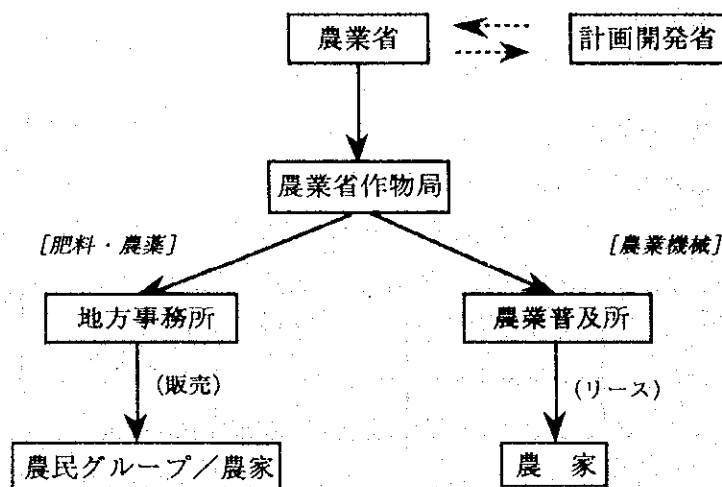 農業省
計画開発省
農業省作物局
[肥料・農薬]
[農業機械]
地方事務所
農業普及所
(販売)
(リース)
農民グループ/農家
農 家